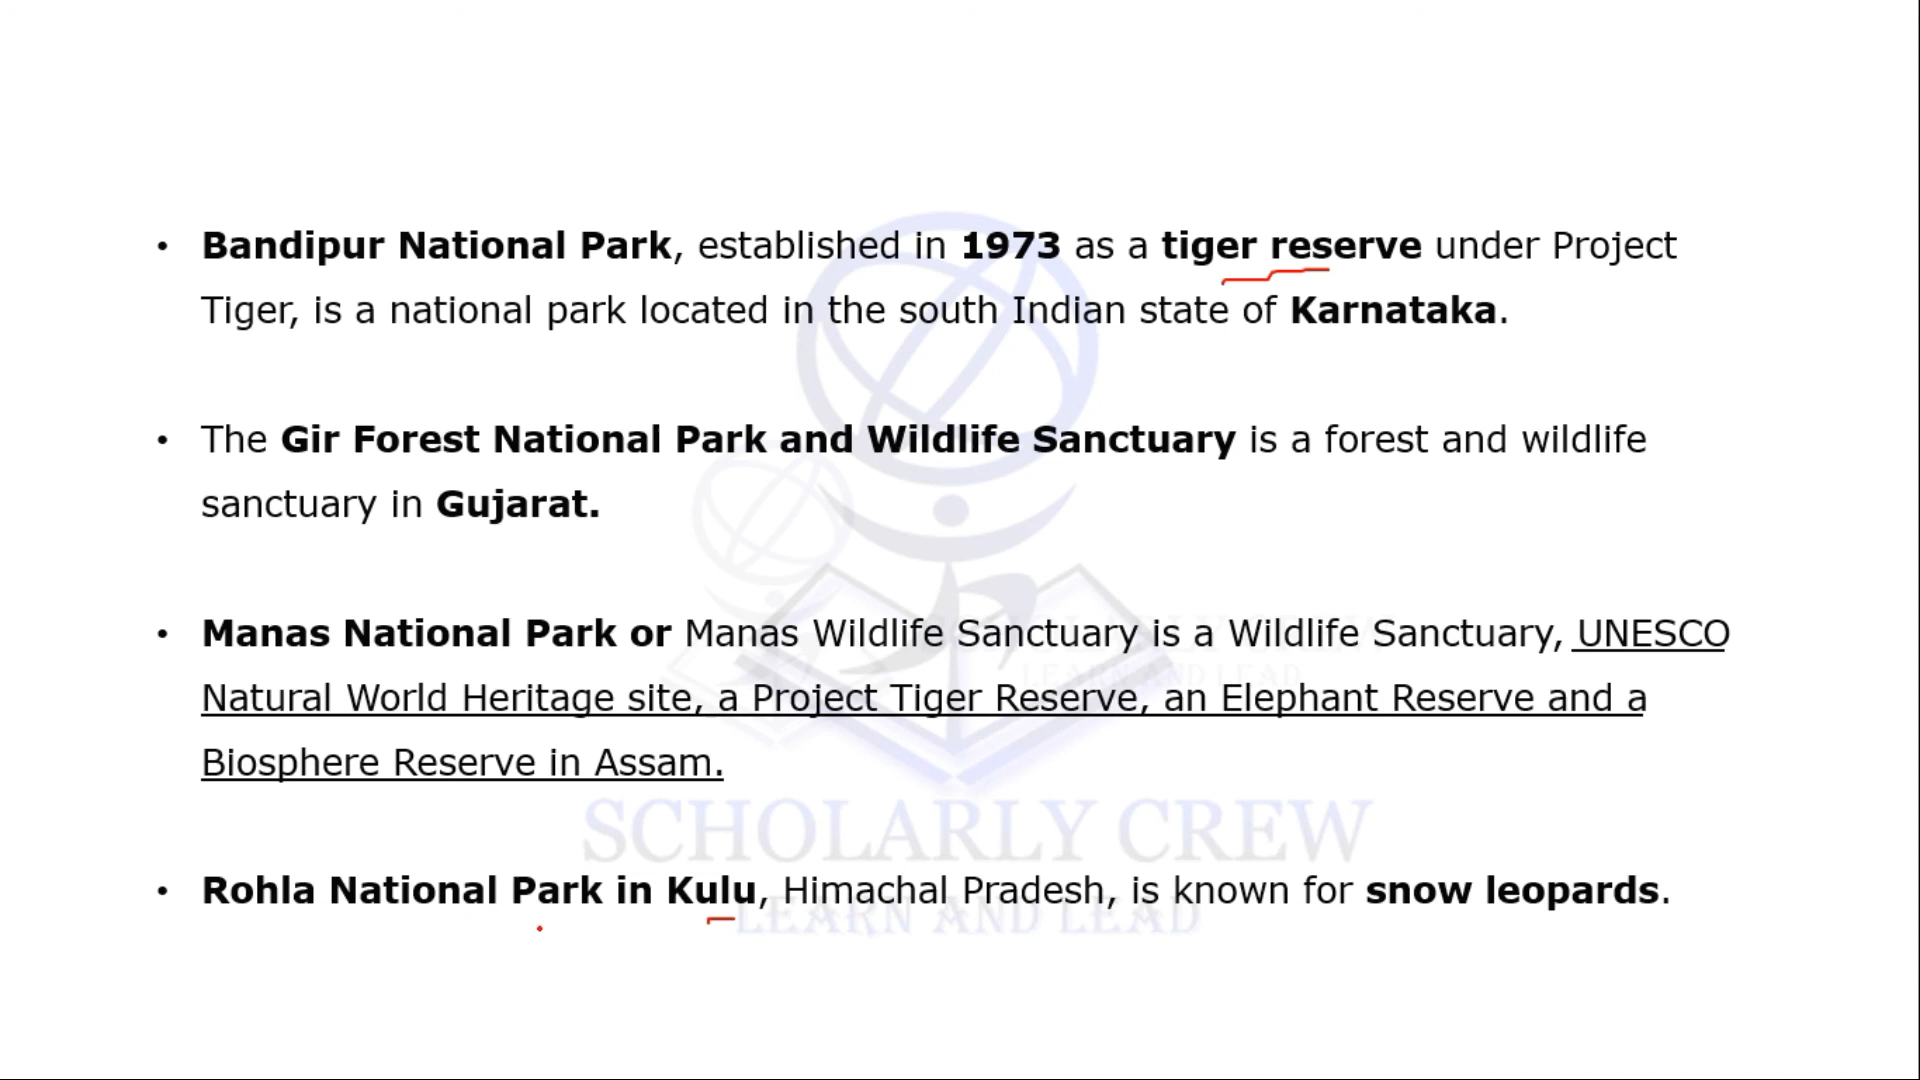 • Bandipur National Park, established in 1973 as a tiger reserve under Project
Tiger, is a national park located in the south Indian state of Karnataka.
• The Gir Forest National Park and Wildlife Sanctuary is a forest and wildlife
sanctuary in Gujarat.
• Manas National Park or Manas Wildlife Sanctuary is a Wildlife Sanctuary, UNESCO
Natural World Heritage site, a Project Tiger Reserve, an Elephant Reserve and a
Biosphere Reserve in Assam.
SCHOLARLY CREW
• Rohla National Park in Kulu, Himachal Pradesh, is known for snow leopards.
LEARN AND LEAD